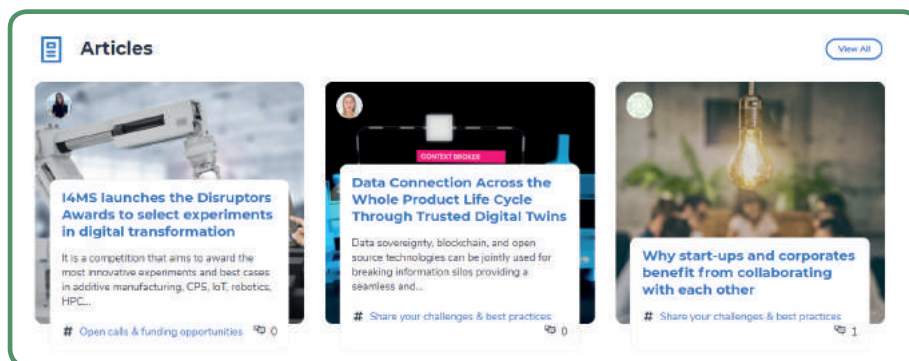 Articles
View All
I4MS launches the Disruptors
Awards to select experiments
in digital transformation
It is a competition that aims to award the
most innovative experiments and best cases
in additive manufacturing, CPS, IoT, robotics,
HPC...
# Open calls & funding opportunities 0
CONTEXT BROKER
Data Connection Across the
Whole Product Life Cycle
Through Trusted Digital Twins
Data sovereignty, blockchain, and open
source technologies can be jointly used for
breaking information silos providing a
seamless and...
# Share your challenges & best practices
0
Why start-ups and corporates
benefit from collaborating
with each other
# Share your challenges & best practices
1